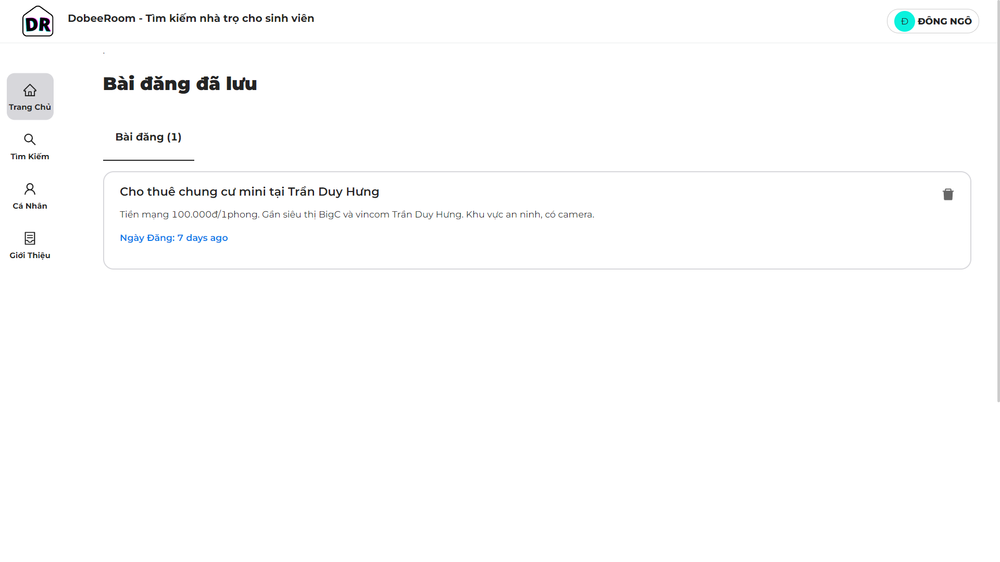 DR
DobeeRoom - Tìm kiếm nhà trọ cho sinh viên
Đ ĐÔNG NGÔ
.
Bài đăng đã lưu
Trang Chủ
Tìm Kiếm
Cá Nhân
Giới Thiệu
Bài đăng (1)
Cho thuê chung cư mini tại Trần Duy Hưng
Tiền mạng 100.000đ/1phong. Gần siêu thị BigC và vincom Trần Duy Hưng. Khu vực an ninh, có camera.
Ngày Đăng: 7 days ago